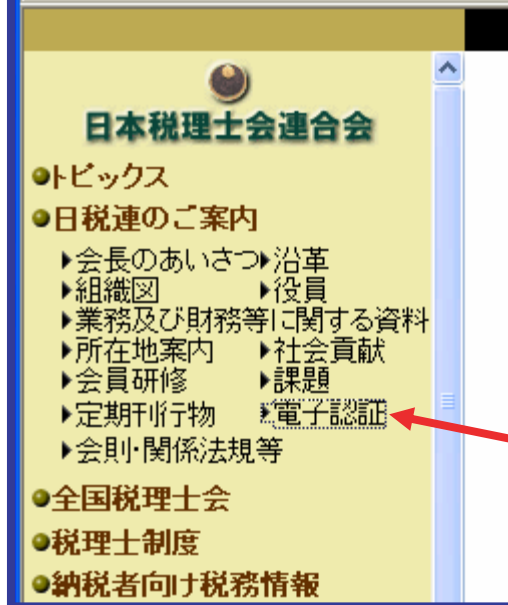 日本税理士会連合会
トピックス
日税連のご案内
会長のあいさつ 沿革
組織図 役員
業務及び財務等に関する資料
所在地案内 社会貢献
会員研修 課題
定期刊行物 電子認証
会則・関係法規等
全国税理士会
税理士制度
納税者向け税務情報